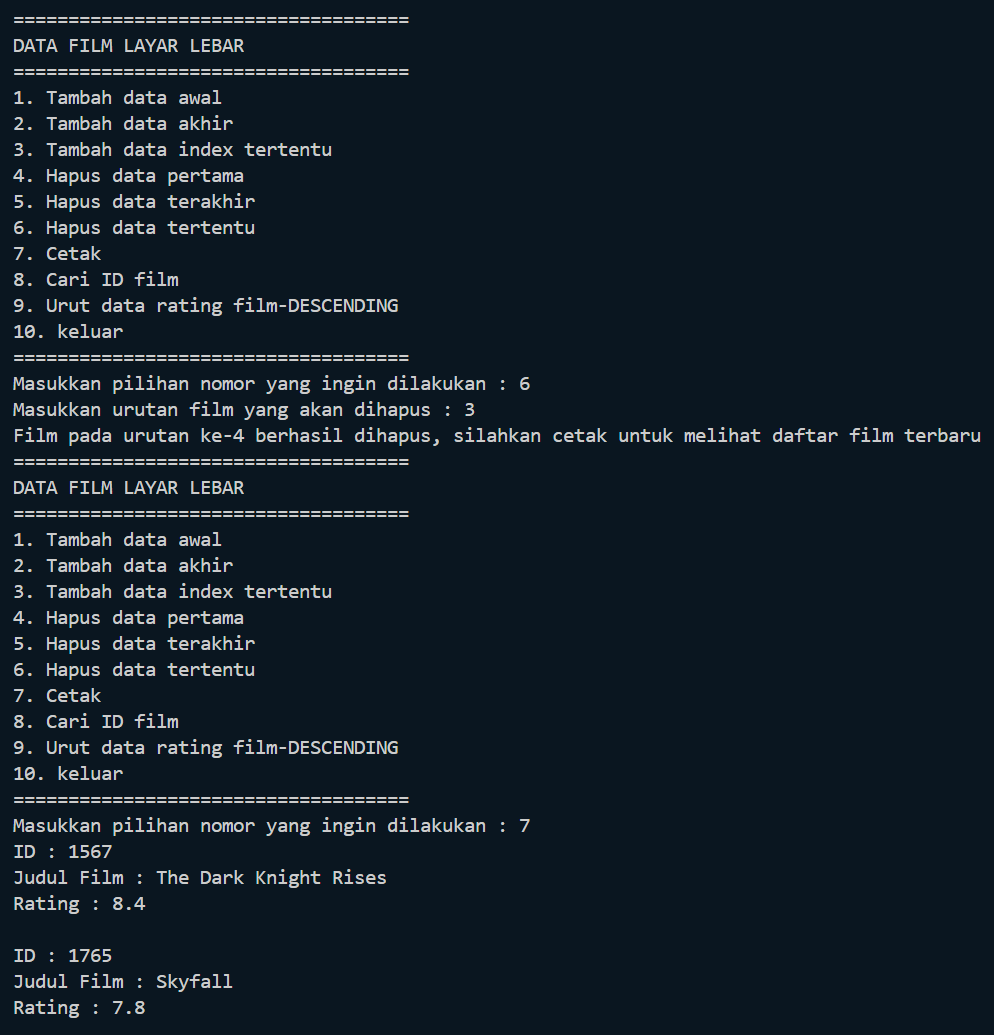 ====================================
DATA FILM LAYAR LEBAR
====================================
1. Tambah data awal
2. Tambah data akhir
3. Tambah data index tertentu
4. Hapus data pertama
5. Hapus data terakhir
6. Hapus data tertentu
7. Cetak
8. Cari ID film
9. Urut data rating film-DESCENDING
10. keluar
====================================
Masukkan pilihan nomor yang ingin dilakukan : 6
Masukkan urutan film yang akan dihapus : 3
Film pada urutan ke-4 berhasil dihapus, silahkan cetak untuk melihat daftar film terbaru
====================================
DATA FILM LAYAR LEBAR
====================================
1. Tambah data awal
2. Tambah data akhir
3. Tambah data index tertentu
4. Hapus data pertama
5. Hapus data terakhir
6. Hapus data tertentu
7. Cetak
8. Cari ID film
9. Urut data rating film-DESCENDING
10. keluar
====================================
Masukkan pilihan nomor yang ingin dilakukan : 7
ID : 1567
Judul Film : The Dark Knight Rises
Rating : 8.4

ID : 1765
Judul Film : Skyfall
Rating : 7.8